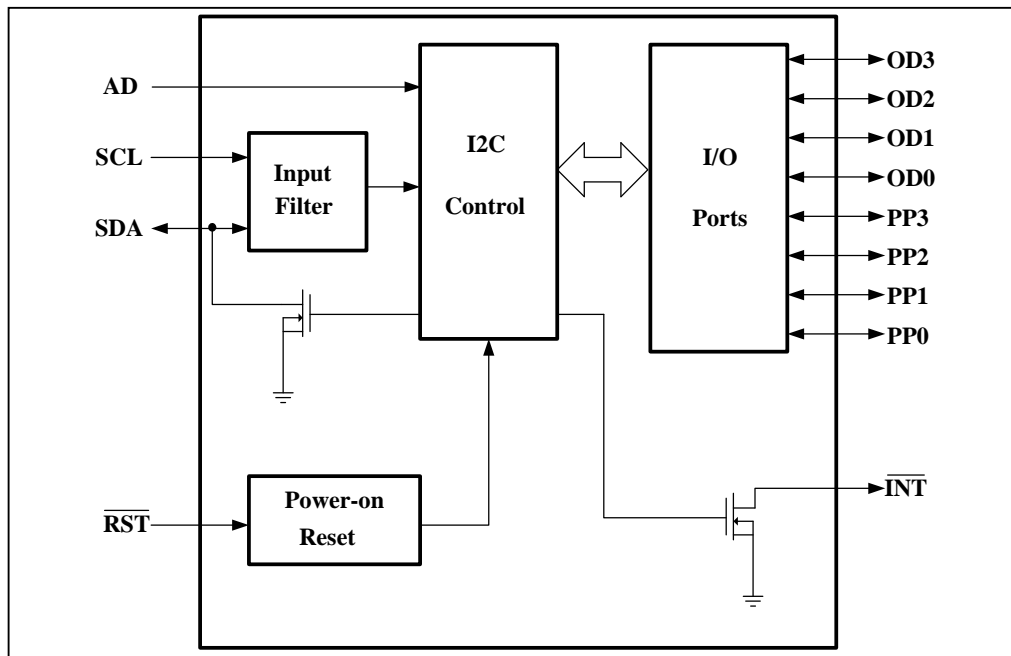 AD
SCL
SDA
RST
Input
Filter
Power-on
Reset
I2C
Control
I/O
Ports
OD3
OD2
OD1
OD0
PP3
PP2
PP1
PP0
INT